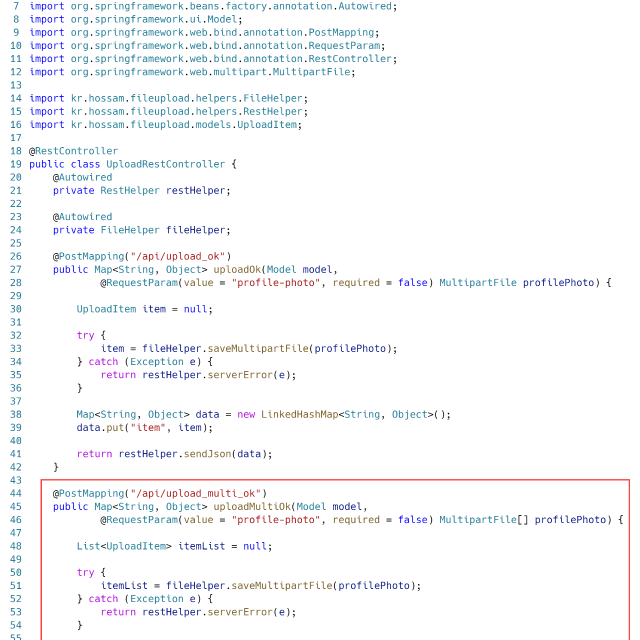 7 import org.springframework.beans.factory.annotation.Autowired;
8 import org.springframework.ui.Model;
9 import org.springframework.web.bind.annotation.PostMapping;
10 import org.springframework.web.bind.annotation.RequestParam;
11 import org.springframework.web.bind.annotation.RestController;
12 import org.springframework.web.multipart.MultipartFile;
13
14 import kr.hossam.fileupload.helpers.FileHelper;
15 import kr.hossam.fileupload.helpers.RestHelper;
16 import kr.hossam.fileupload.models.UploadItem;
17
18 @RestController
19 public class UploadRestController {
20     @Autowired
21     private RestHelper restHelper;
22
23     @Autowired
24     private FileHelper fileHelper;
25
26     @PostMapping("/api/upload_ok")
27     public Map<String, Object> uploadOk(Model model,
28             @RequestParam(value = "profile-photo", required = false) MultipartFile profilePhoto) {
29
30         UploadItem item = null;
31
32         try {
33             item = fileHelper.saveMultipartFile(profilePhoto);
34         } catch (Exception e) {
35             return restHelper.serverError(e);
36         }
37
38         Map<String, Object> data = new LinkedHashMap<String, Object>();
39         data.put("item", item);
40
41         return restHelper.sendJson(data);
42     }
43
44     @PostMapping("/api/upload_multi_ok")
45     public Map<String, Object> uploadMultiOk(Model model,
46             @RequestParam(value = "profile-photo", required = false) MultipartFile[] profilePhoto) {
47
48         List<UploadItem> itemList = null;
49
50         try {
51             itemList = fileHelper.saveMultipartFile(profilePhoto);
52         } catch (Exception e) {
53             return restHelper.serverError(e);
54         }
55